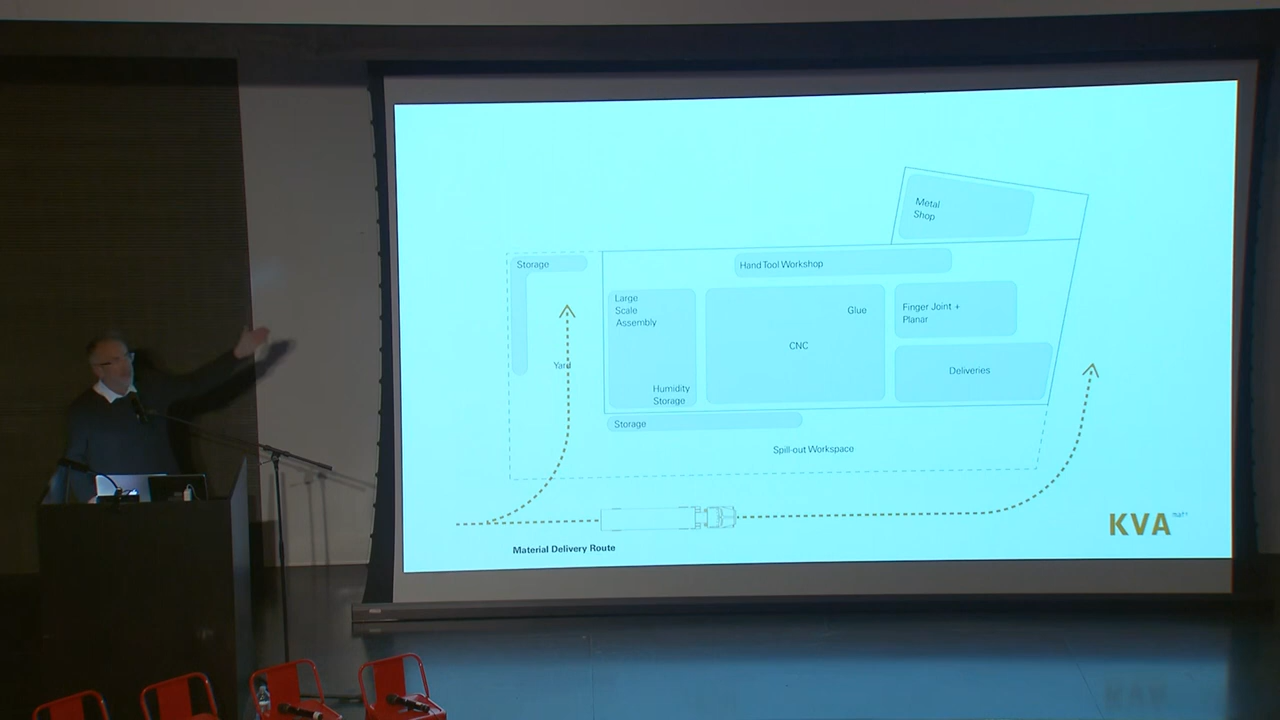 Metal
Shop
Storage
Hand Tool Workshop
Large
Scale
Assembly
Glue
Finger Joint +
Planar
CNC
Yard
Deliveries
Humidity
Storage
Storage
Spill-out Workspace
KVA matx
Material Delivery Route